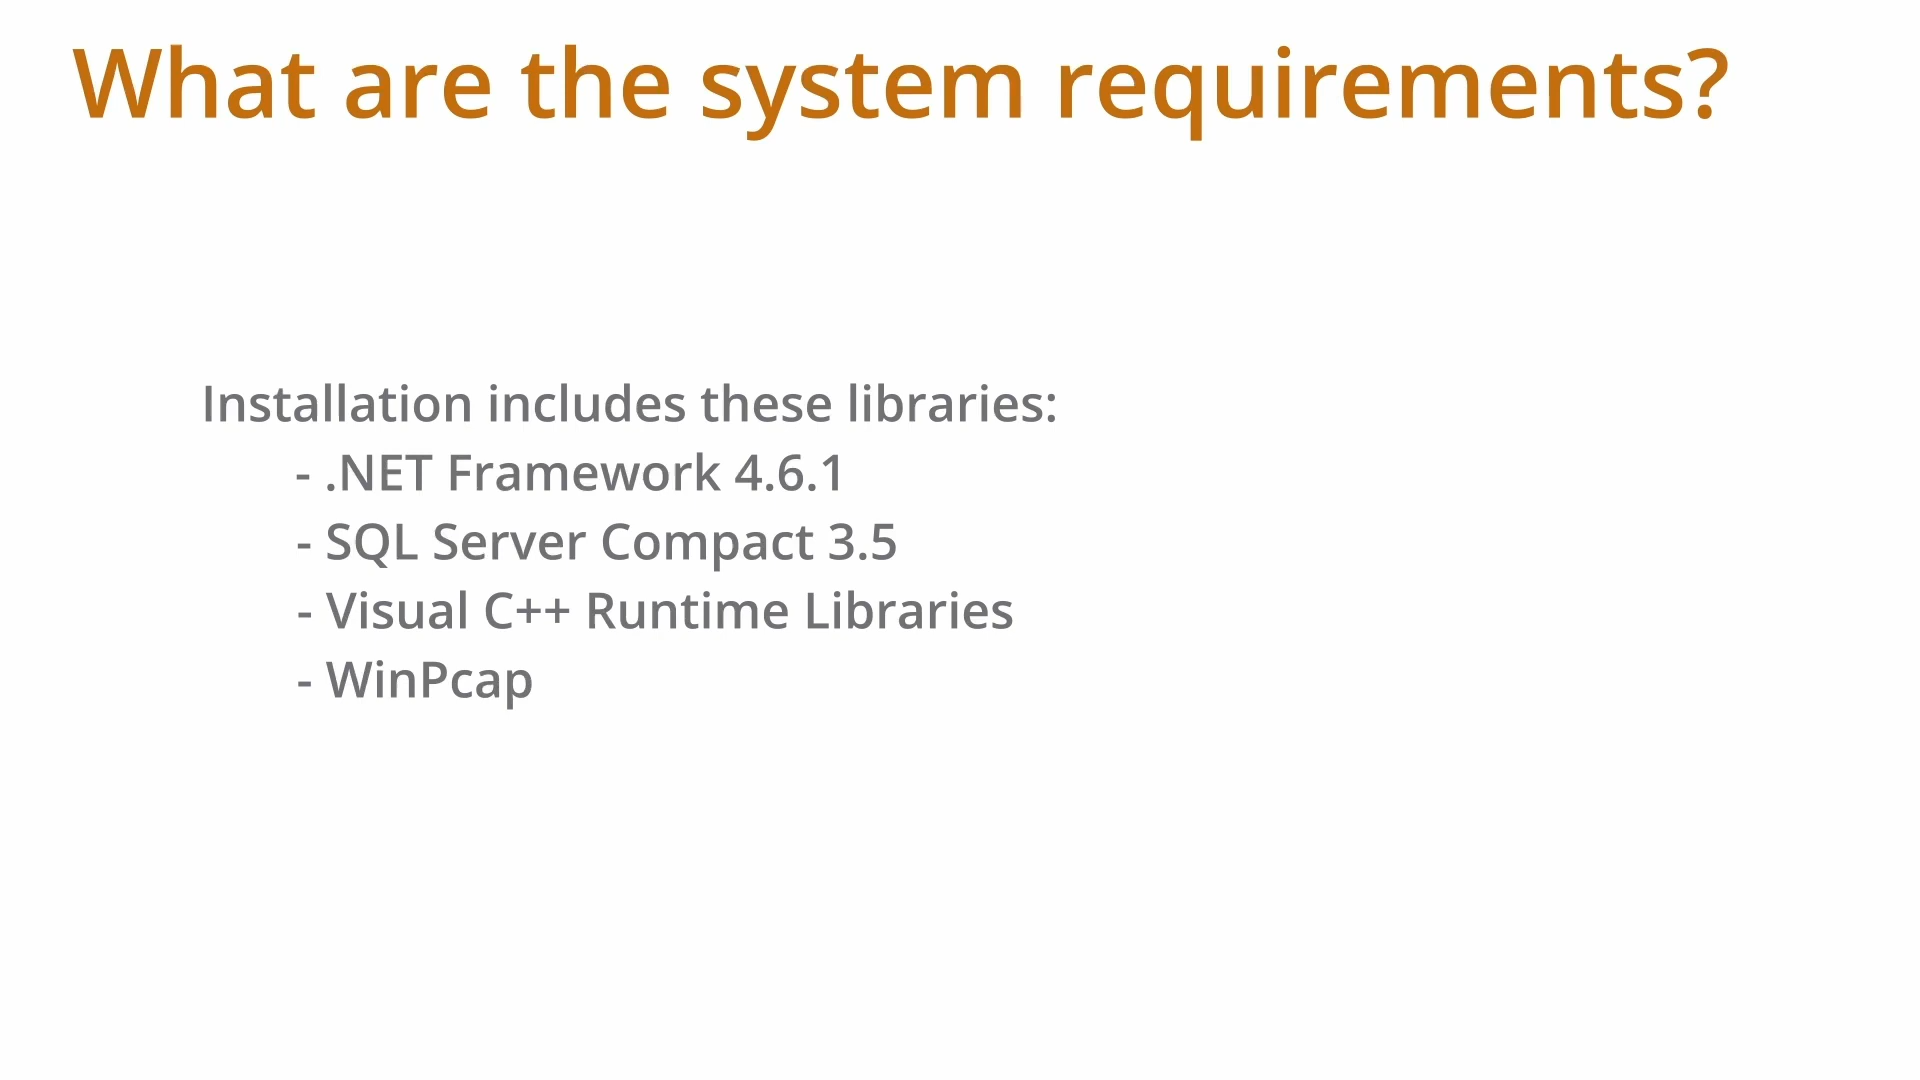 What are the system requirements?
Installation includes these libraries:
- .NET Framework 4.6.1
- SQL Server Compact 3.5
- Visual C++ Runtime Libraries
- WinPcap